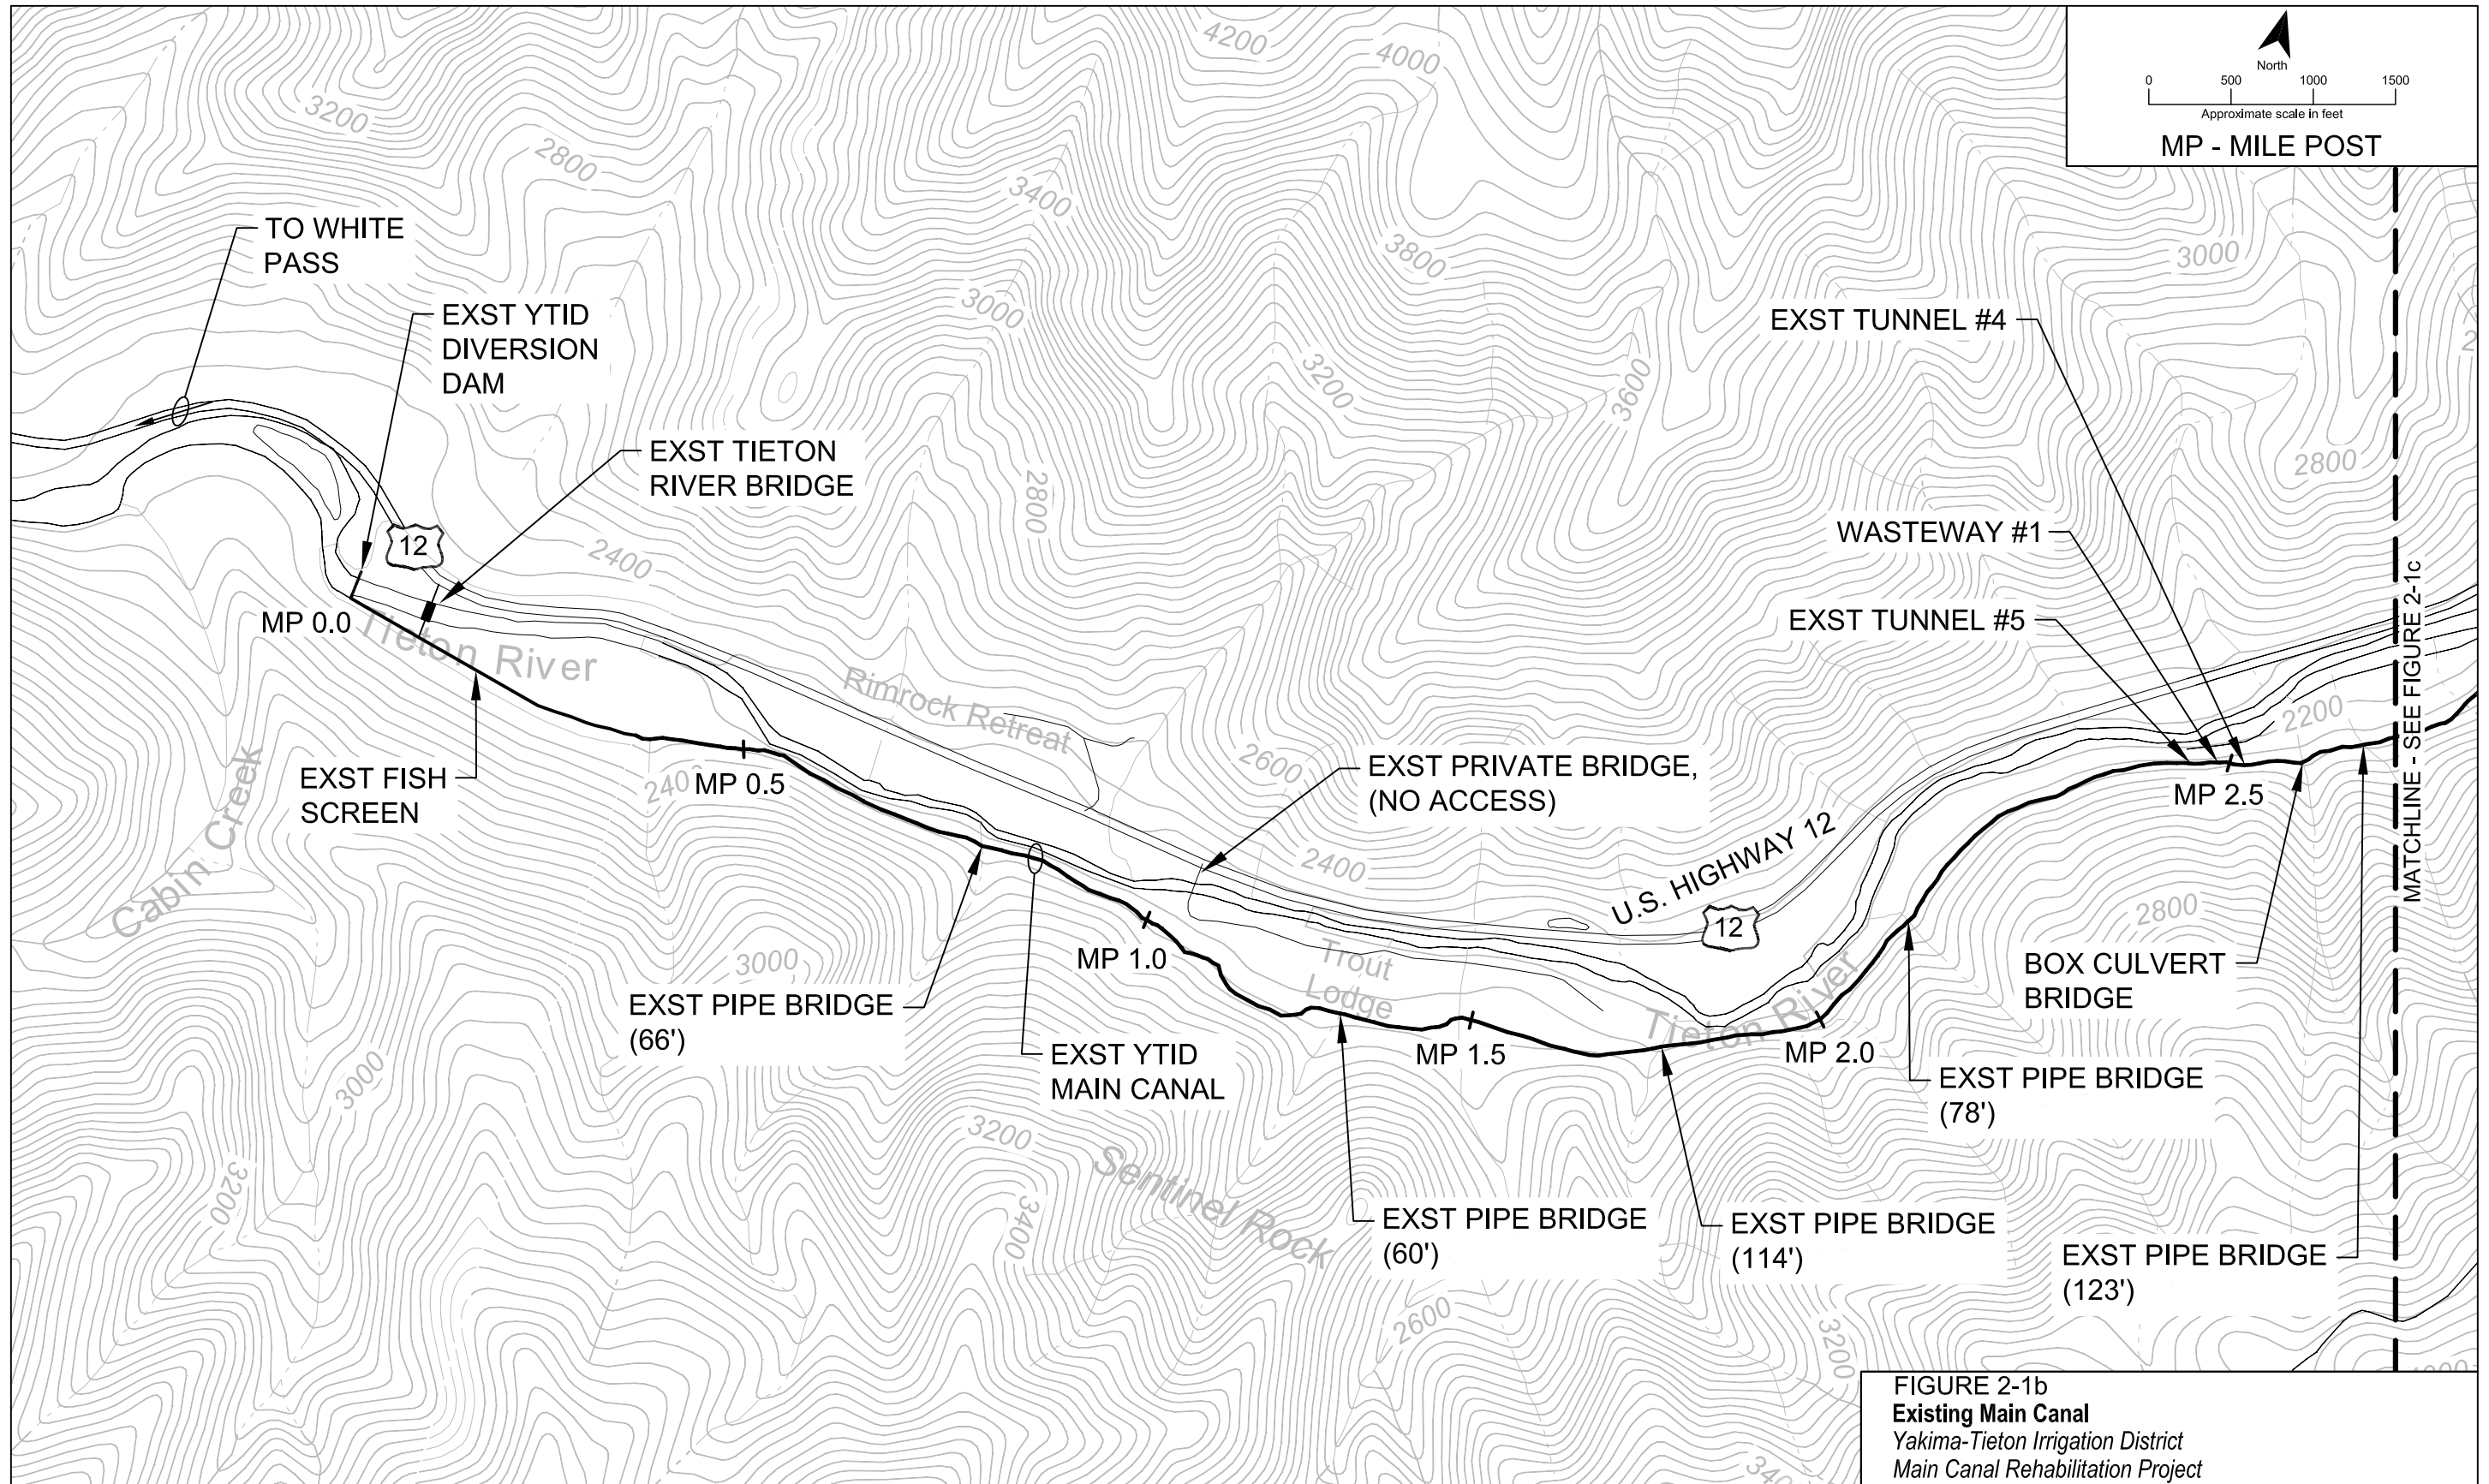 4200
4000
North
0 500 1000 1500
Approximate scale in feet
MP - MILE POST
3200
2800
3400
3800
3000
TO WHITE
PASS
EXST YTID
DIVERSION
DAM
3000
EXST TUNNEL #4
3200
3600
EXST TIETON
RIVER BRIDGE
2800
2800
12
2400
WASTEWAY #1
MATCHLINE - SEE FIGURE 2-1c
MP 0.0
Tieton River
EXST TUNNEL #5
Rimrock Retreat
2200
EXST FISH
SCREEN
Cabin Creek
MP 0.5
2600
EXST PRIVATE BRIDGE,
(NO ACCESS)
MP 2.5
2400
U.S. HIGHWAY 12
12
2800
3000
MP 1.0
Trout
Lodge
EXST PIPE BRIDGE
(66')
BOX CULVERT
BRIDGE
Tieton River
MP 1.5
MP 2.0
EXST YTID
MAIN CANAL
3000
EXST PIPE BRIDGE
(78')
3200
3200
Sentinel Rock
3400
EXST PIPE BRIDGE
(60')
EXST PIPE BRIDGE
(114')
EXST PIPE BRIDGE
(123')
2600
3200
FIGURE 2-1b
Existing Main Canal
Yakima-Tieton Irrigation District
Main Canal Rehabilitation Project